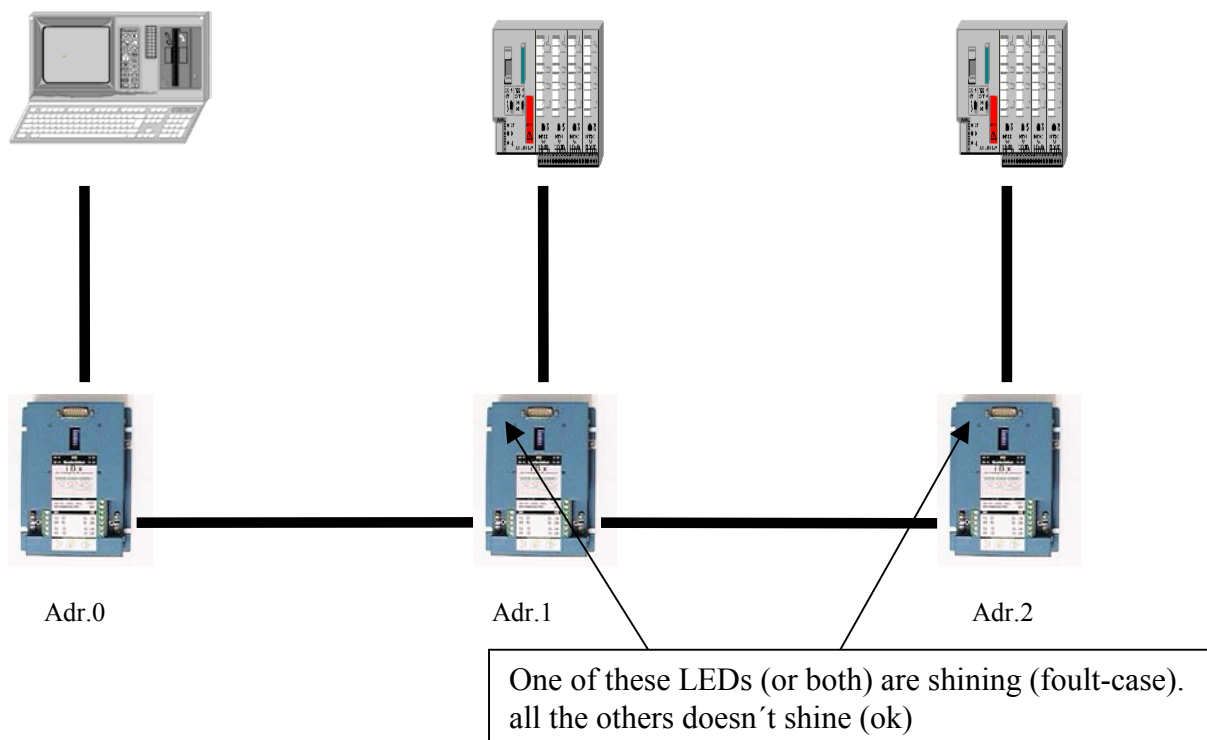 Adr.0
Adr.1
Adr.2
One of these LEDs (or both) are shining (foult-case).
all the others doesn´t shine (ok)